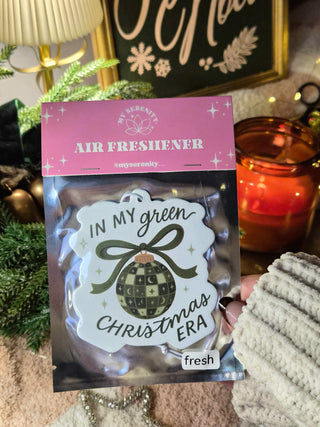 MY SERENITY
AIR FRESHENER
@myserenity
IN MY green
CHRiSTmAS
ERA
fresh